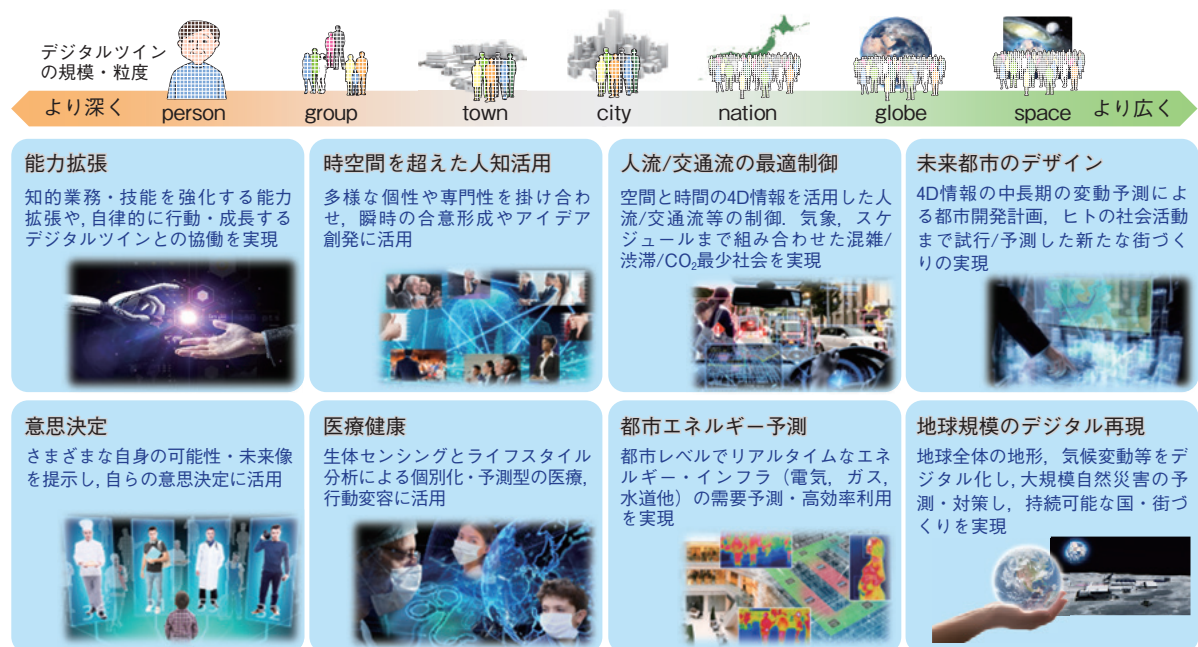 デジタルツイン
の規模・粒度
より深く person group town city nation globe space より広く
能力拡張
知的業務・技能を強化する能力
拡張や, 自律的に行動・成長する
デジタルツインとの協働を実現
時空間を超えた人知活用
多様な個性や専門性を掛け合わ
せ, 瞬時の合意形成やアイデア
創発に活用
人流/交通流の最適制御
空間と時間の4D情報を活用した人
流/交通流等の制御. 気象, スケ
ジュールまで組み合わせた混雑/
渋滞/CO₂最少社会を実現
未来都市のデザイン
4D情報の中長期の変動予測によ
る都市開発計画, ヒトの社会活動
まで試行/予測した新たな街づく
りの実現
意思決定
さまざまな自身の可能性・未来像
を提示し, 自らの意思決定に活用
医療健康
生体センシングとライフスタイル
分析による個別化・予測型の医療,
行動変容に活用
都市エネルギー予測
都市レベルでリアルタイムなエネ
ルギー・インフラ（電気, ガス,
水道他）の需要予測・高効率利用
を実現
地球規模のデジタル再現
地球全体の地形, 気候変動等をデ
ジタル化し, 大規模自然災害の予
測・対策し, 持続可能な国・街づ
くりを実現